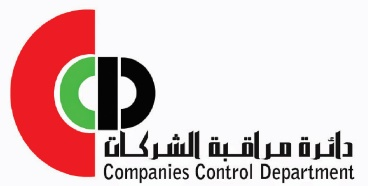 دائرة مراقبة الشركات
Companies Control Department